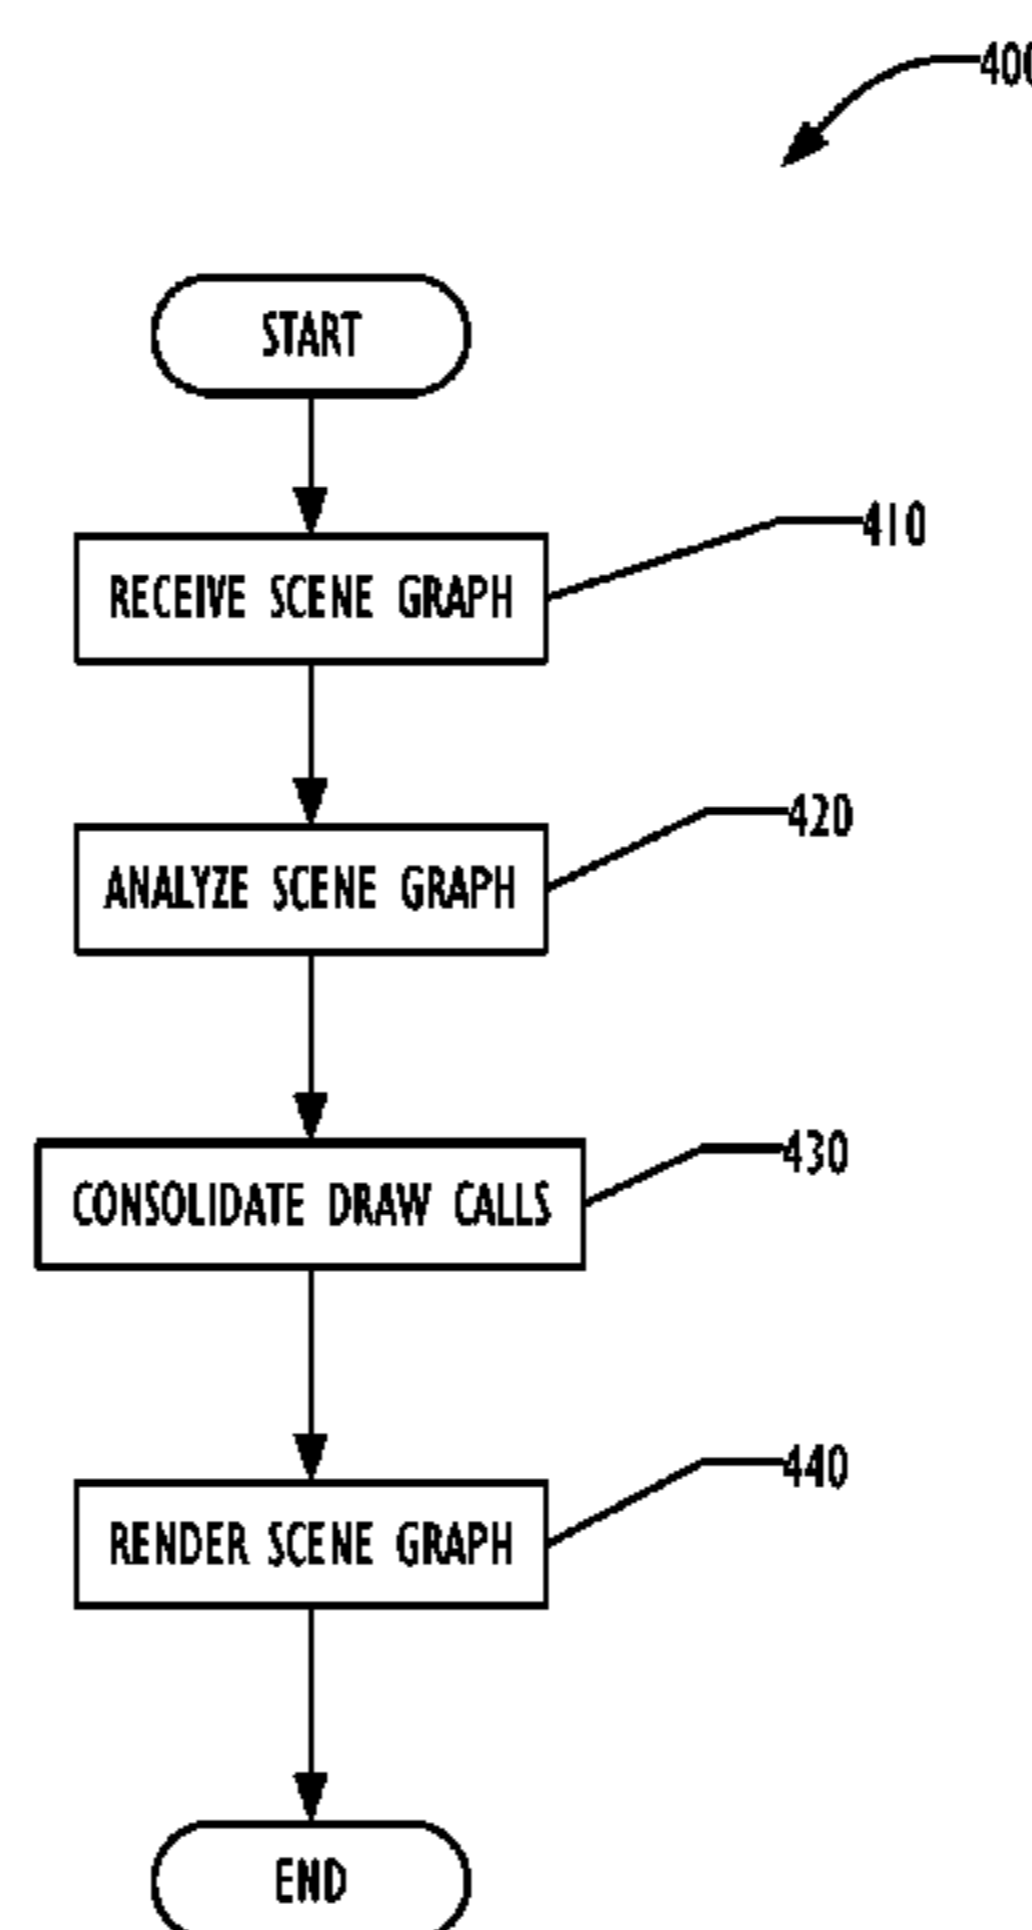 400
START
RECEIVE SCENE GRAPH
410
ANALYZE SCENE GRAPH
420
CONSOLIDATE DRAW CALLS
430
RENDER SCENE GRAPH
440
END